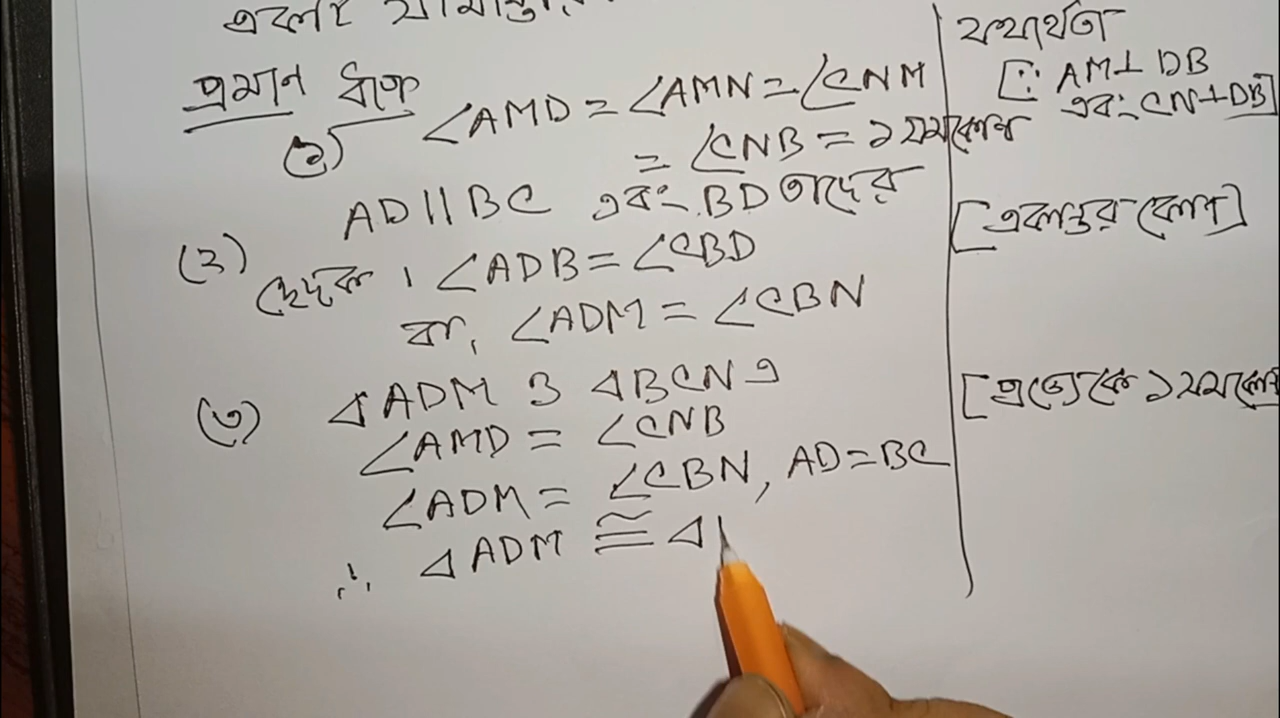 একটা
প্রমান ধাপ
যথার্থতা
(১) ∠AMD = ∠AMN = ∠CNM
= ∠CNB = ১ সমকোণ
[∵ AM⊥ DB
এবং CN⊥DB]
(২) AD||BC এবং BD তাদের
ছেদক। ∠ADB = ∠CBD
[একান্তর কোণ]
বা, ∠ADM = ∠CBN
(৩) ⊿ADM ও ⊿BCN এ
∠AMD = ∠CNB
[প্রত্যেকে ১ সমকোণ
∠ADM = ∠CBN, AD=BC
∴ ⊿ADM ≅ ⊿